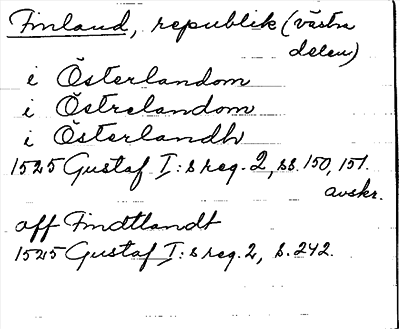 Finland, republik (västra
delen)
i Österlandom
i Östrelandom
i Österlandh
1525 Gustaf I:s reg. 2, ss. 150, 151.
avskr.
aff Findtlandt
1525 Gustaf I:s reg. 2, s. 242.